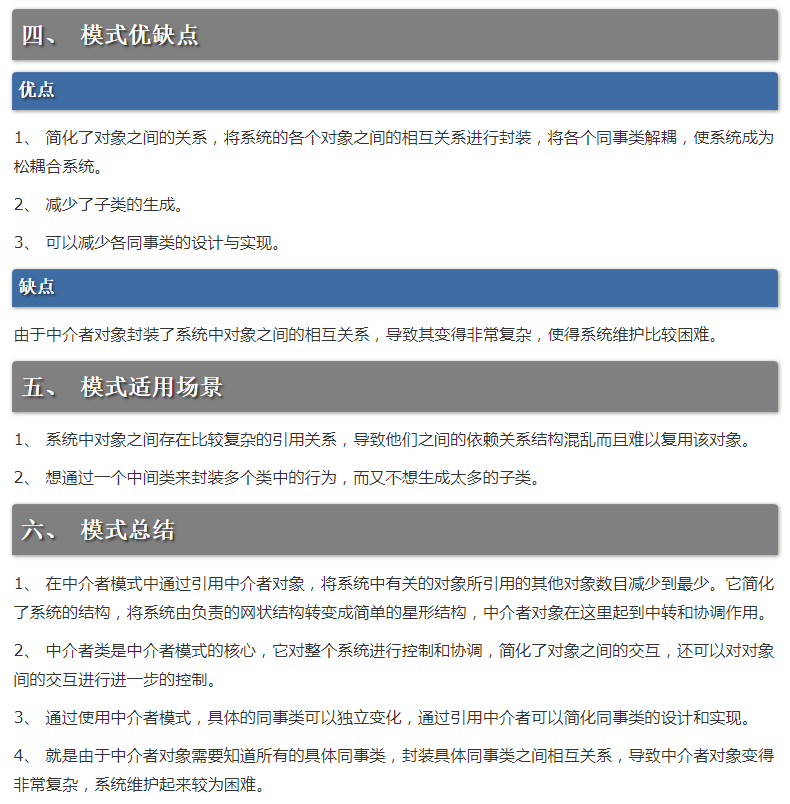 四、 模式优缺点
优点
1、 简化了对象之间的关系，将系统的各个对象之间的相互关系进行封装，将各个同事类解耦，使系统成为
松耦合系统。
2、 减少了子类的生成。
3、 可以减少各同事类的设计与实现。
缺点
由于中介者对象封装了系统中对象之间的相互关系，导致其变得非常复杂，使得系统维护比较困难。
五、 模式适用场景
1、 系统中对象之间存在比较复杂的引用关系，导致他们之间的依赖关系结构混乱而且难以复用该对象。
2、 想通过一个中间类来封装多个类中的行为，而又不想生成太多的子类。
六、 模式总结
1、 在中介者模式中通过引用中介者对象，将系统中有关的对象所引用的其他对象数目减少到最少。它简化
了系统的结构，将系统由负责的网状结构转变成简单的星形结构，中介者对象在这里起到中转和协调作用。
2、 中介者类是中介者模式的核心，它对整个系统进行控制和协调，简化了对象之间的交互，还可以对对象
间的交互进行进一步的控制。
3、 通过使用中介者模式，具体的同事类可以独立变化，通过引用中介者可以简化同事类的设计和实现。
4、 就是由于中介者对象需要知道所有的具体同事类，封装具体同事类之间相互关系，导致中介者对象变得
非常复杂，系统维护起来较为困难。